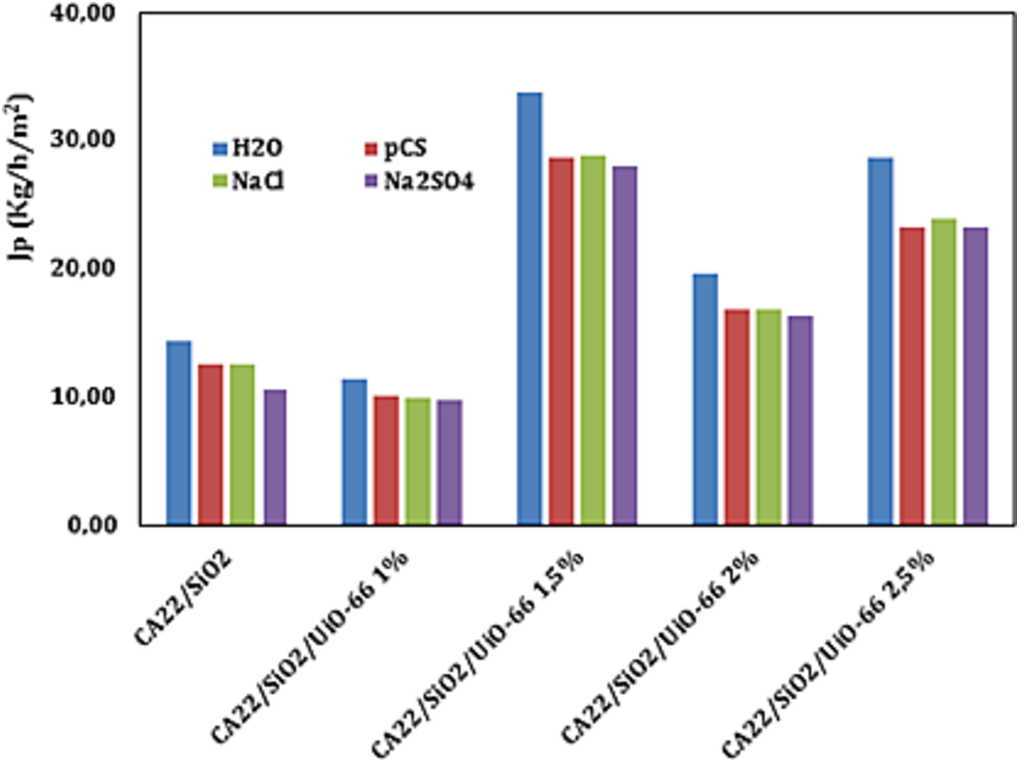 40,00
30,00
20,00
10,00
0,00
Jp (Kg/h/m²)
H2O
pCS
NaCl
Na2SO4
CA22/SiO2
CA22/SiO2/UiO-66 1%
CA22/SiO2/UiO-66 1,5%
CA22/SiO2/UiO-66 2%
CA22/SiO2/UiO-66 2,5%